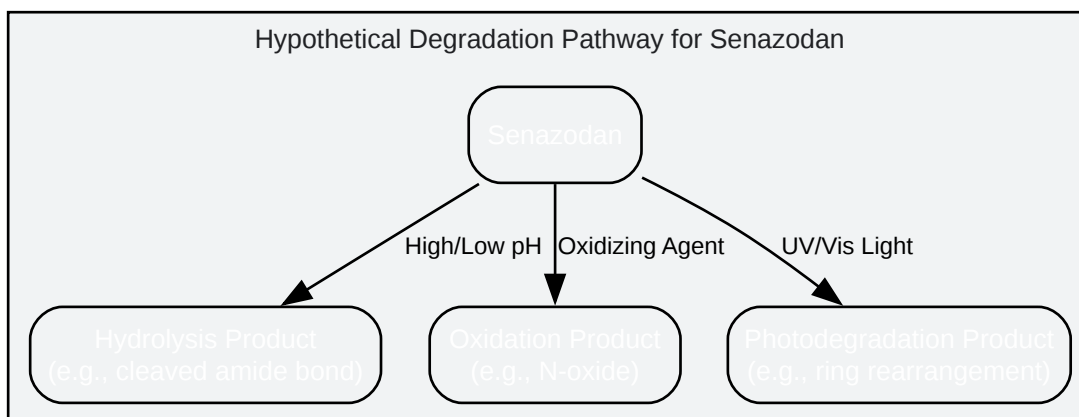 Hypothetical Degradation Pathway for Senazodan
Senazodan
High/Low pH
Oxidizing Agent
UV/Vis Light
Hydrolysis Product
(e.g., cleaved amide bond)
Oxidation Product
(e.g., N-oxide)
Photodegradation Product
(e.g., ring rearrangement)